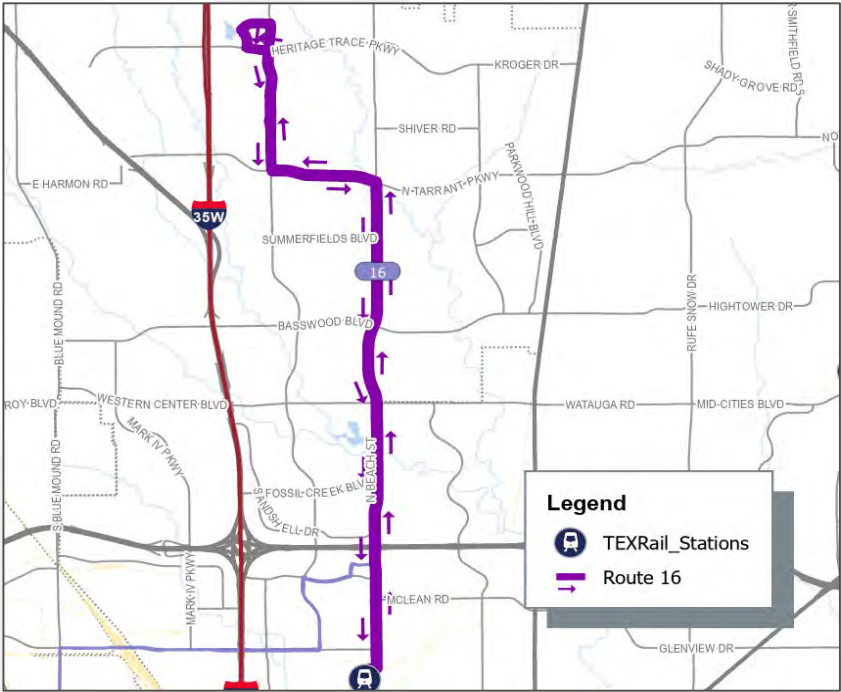 HERITAGE TRACE PKWY
KROGER DR
SHADY-GROVE RD
SHIVER RD
E HARMON RD
N-TARRANT-PKWY
PARKWOOD HILL-BLVD
35W
SUMMERFIELDS BLVD
16
BLUE MOUND RD
RUFE SNOW DR
HIGHTOWER DR
BASSWOOD BLVD
ROY-BLVD
WESTERN CENTER BLVD
WATAUGA RD
MID-CITIES BLVD
MARK IV PKWY
N BEACH ST
S BLUE MOUND RD
FOSSIL-CREEK BLV
SANDSHELL-DR
MARK-IV PKWY
MCLEAN RD
GLENVIEW DR
Legend
TEXRail_Stations
Route 16